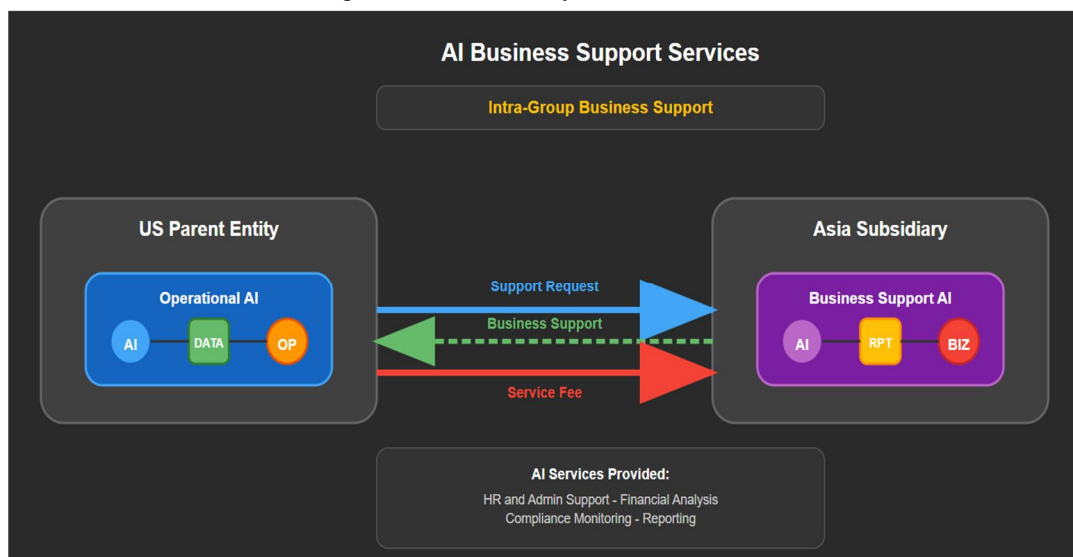 AI Business Support Services
Intra-Group Business Support
US Parent Entity
Operational AI
AI
DATA
OP
Support Request
Business Support
Service Fee
Asia Subsidiary
Business Support AI
AI
RPT
BIZ
AI Services Provided:
HR and Admin Support - Financial Analysis
Compliance Monitoring - Reporting